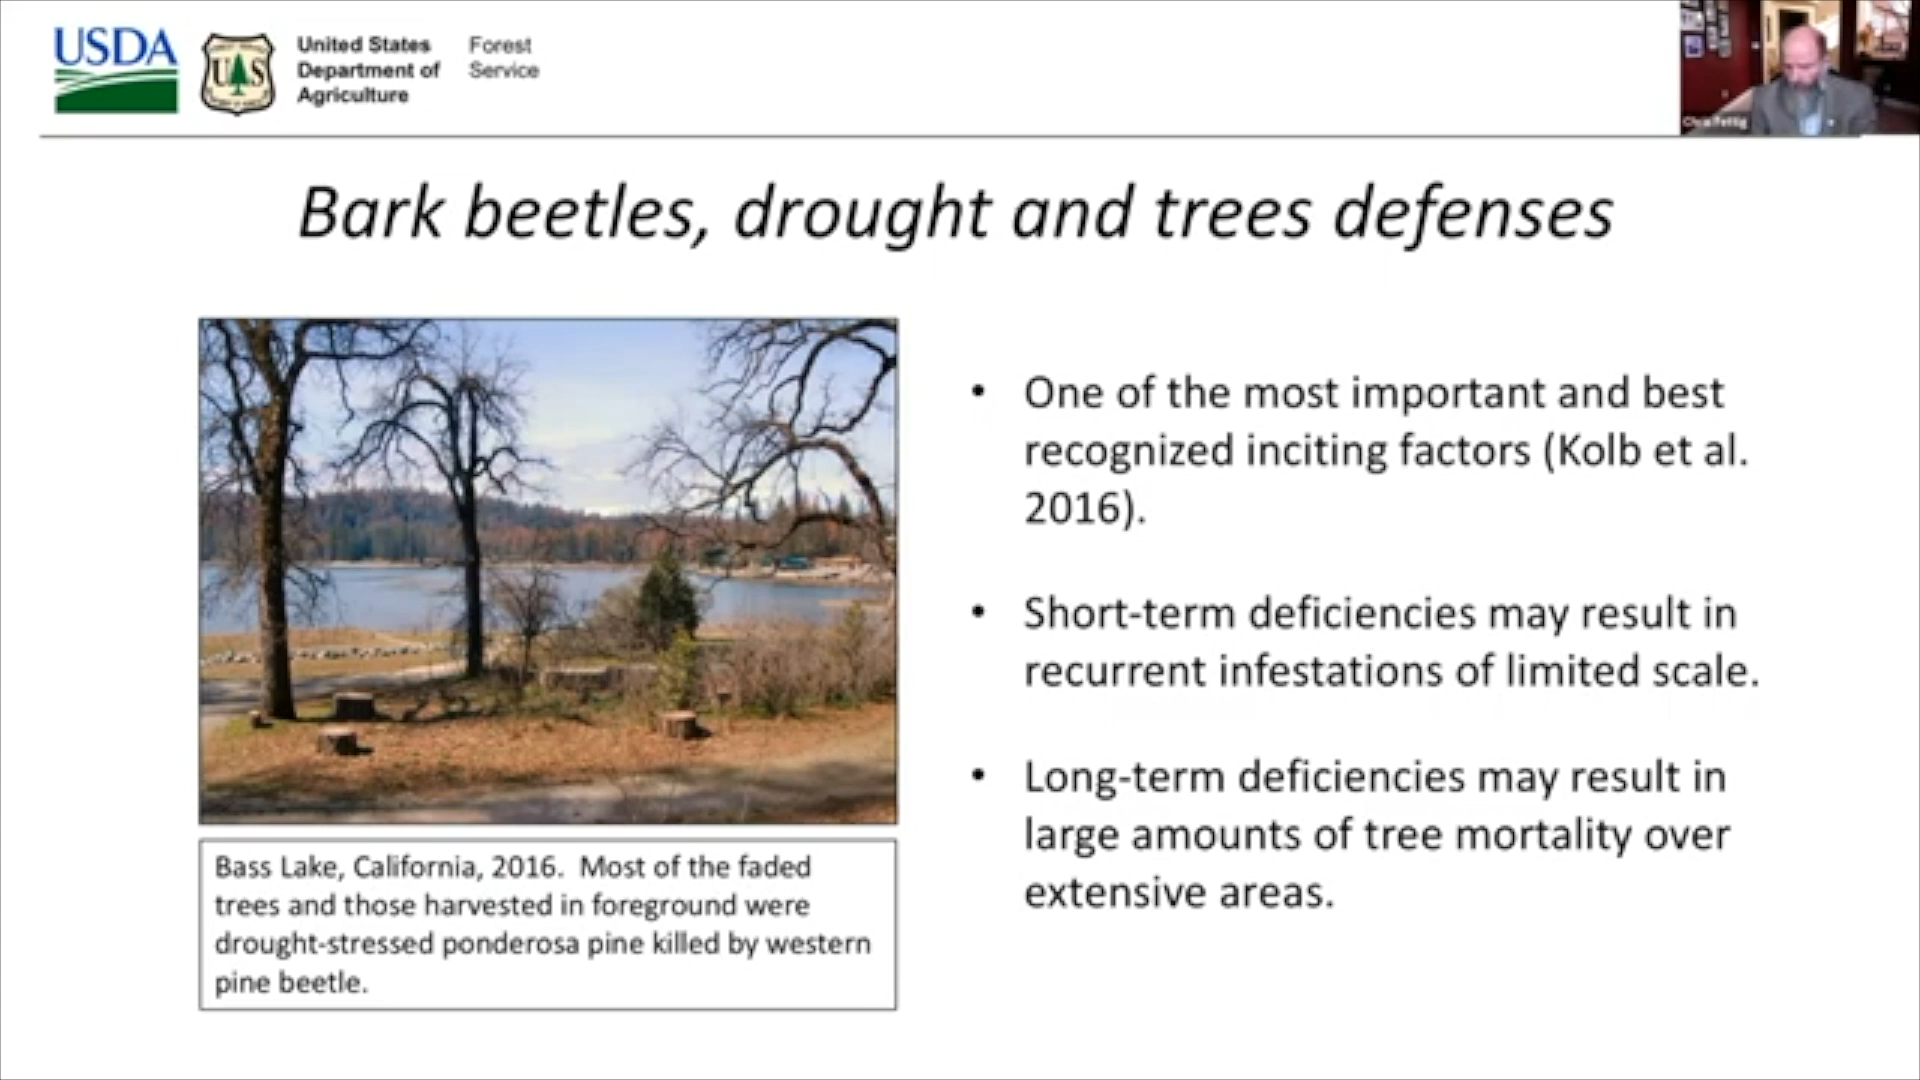 USDA
UAS
United States
Department of
Agriculture
Forest
Service
Chris Fettig
Bark beetles, drought and trees defenses
• One of the most important and best
recognized inciting factors (Kolb et al.
2016).
• Short-term deficiencies may result in
recurrent infestations of limited scale.
• Long-term deficiencies may result in
large amounts of tree mortality over
extensive areas.
Bass Lake, California, 2016. Most of the faded
trees and those harvested in foreground were
drought-stressed ponderosa pine killed by western
pine beetle.